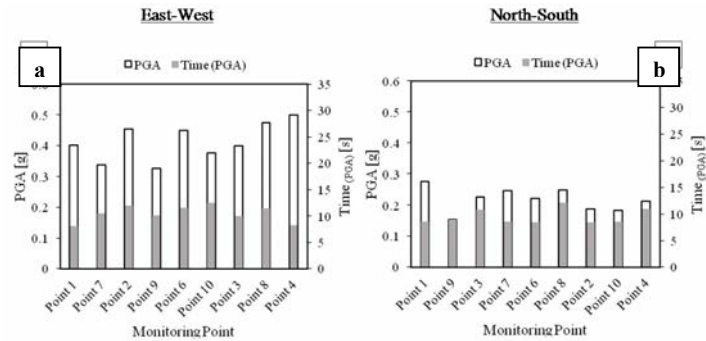 East-West
a
PGA Time (PGA)
PGA [g]
0.5
0.4
0.3
0.2
0.1
0
Time (PGA) [s]
35
30
25
20
15
10
5
0
Point 1
Point 7
Point 2
Point 9
Point 6
Point 10
Point 3
Point 8
Point 4
Monitoring Point
North-South
b
PGA Time (PGA)
PGA [g]
0.6
0.5
0.4
0.3
0.2
0.1
0
Time (PGA) [s]
30
25
20
15
10
5
0
Point 1
Point 9
Point 3
Point 7
Point 6
Point 8
Point 2
Point 10
Point 4
Monitoring Point